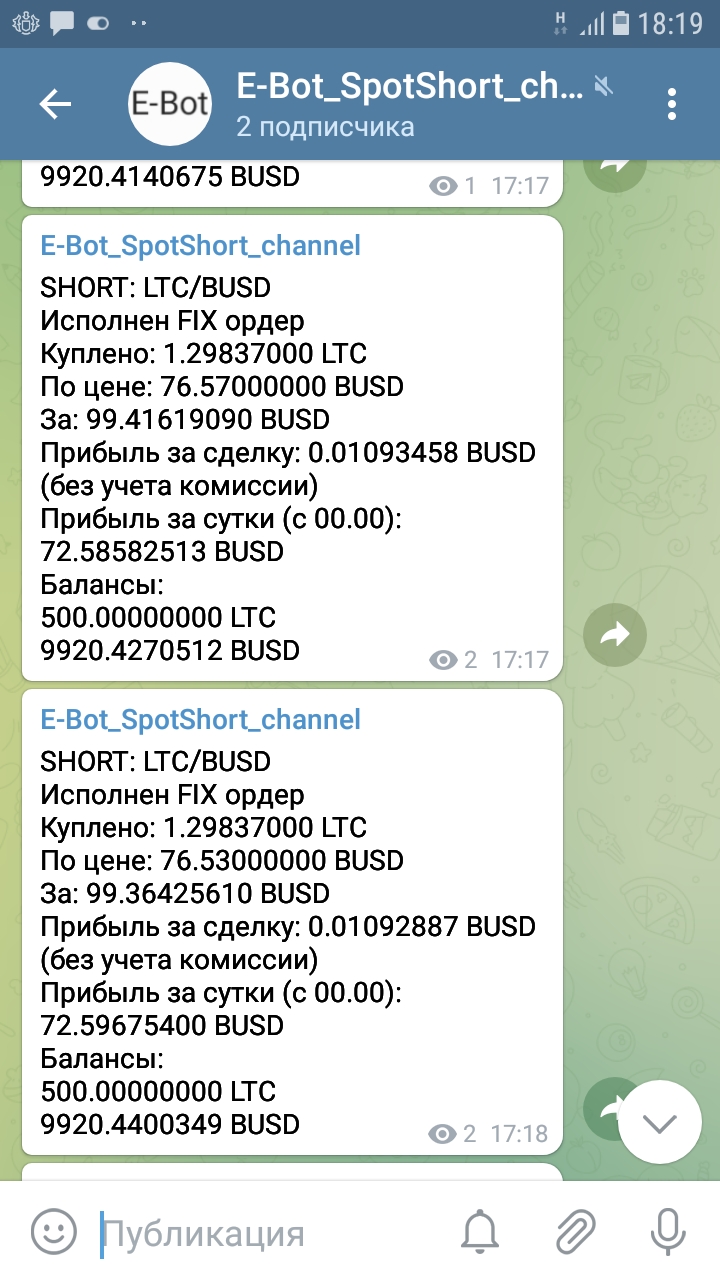 H
18:19
E-Bot
E-Bot_SpotShort_ch...
2 подписчика
9920.4140675 BUSD
1 17:17
E-Bot_SpotShort_channel
SHORT: LTC/BUSD
Исполнен FIX ордер
Куплено: 1.29837000 LTC
По цене: 76.57000000 BUSD
За: 99.41619090 BUSD
Прибыль за сделку: 0.01093458 BUSD
(без учета комиссии)
Прибыль за сутки (с 00.00):
72.58582513 BUSD
Балансы:
500.00000000 LTC
9920.4270512 BUSD
2 17:17
E-Bot_SpotShort_channel
SHORT: LTC/BUSD
Исполнен FIX ордер
Куплено: 1.29837000 LTC
По цене: 76.53000000 BUSD
За: 99.36425610 BUSD
Прибыль за сделку: 0.01092887 BUSD
(без учета комиссии)
Прибыль за сутки (с 00.00):
72.59675400 BUSD
Балансы:
500.00000000 LTC
9920.4400349 BUSD
2 17:18
Публикация